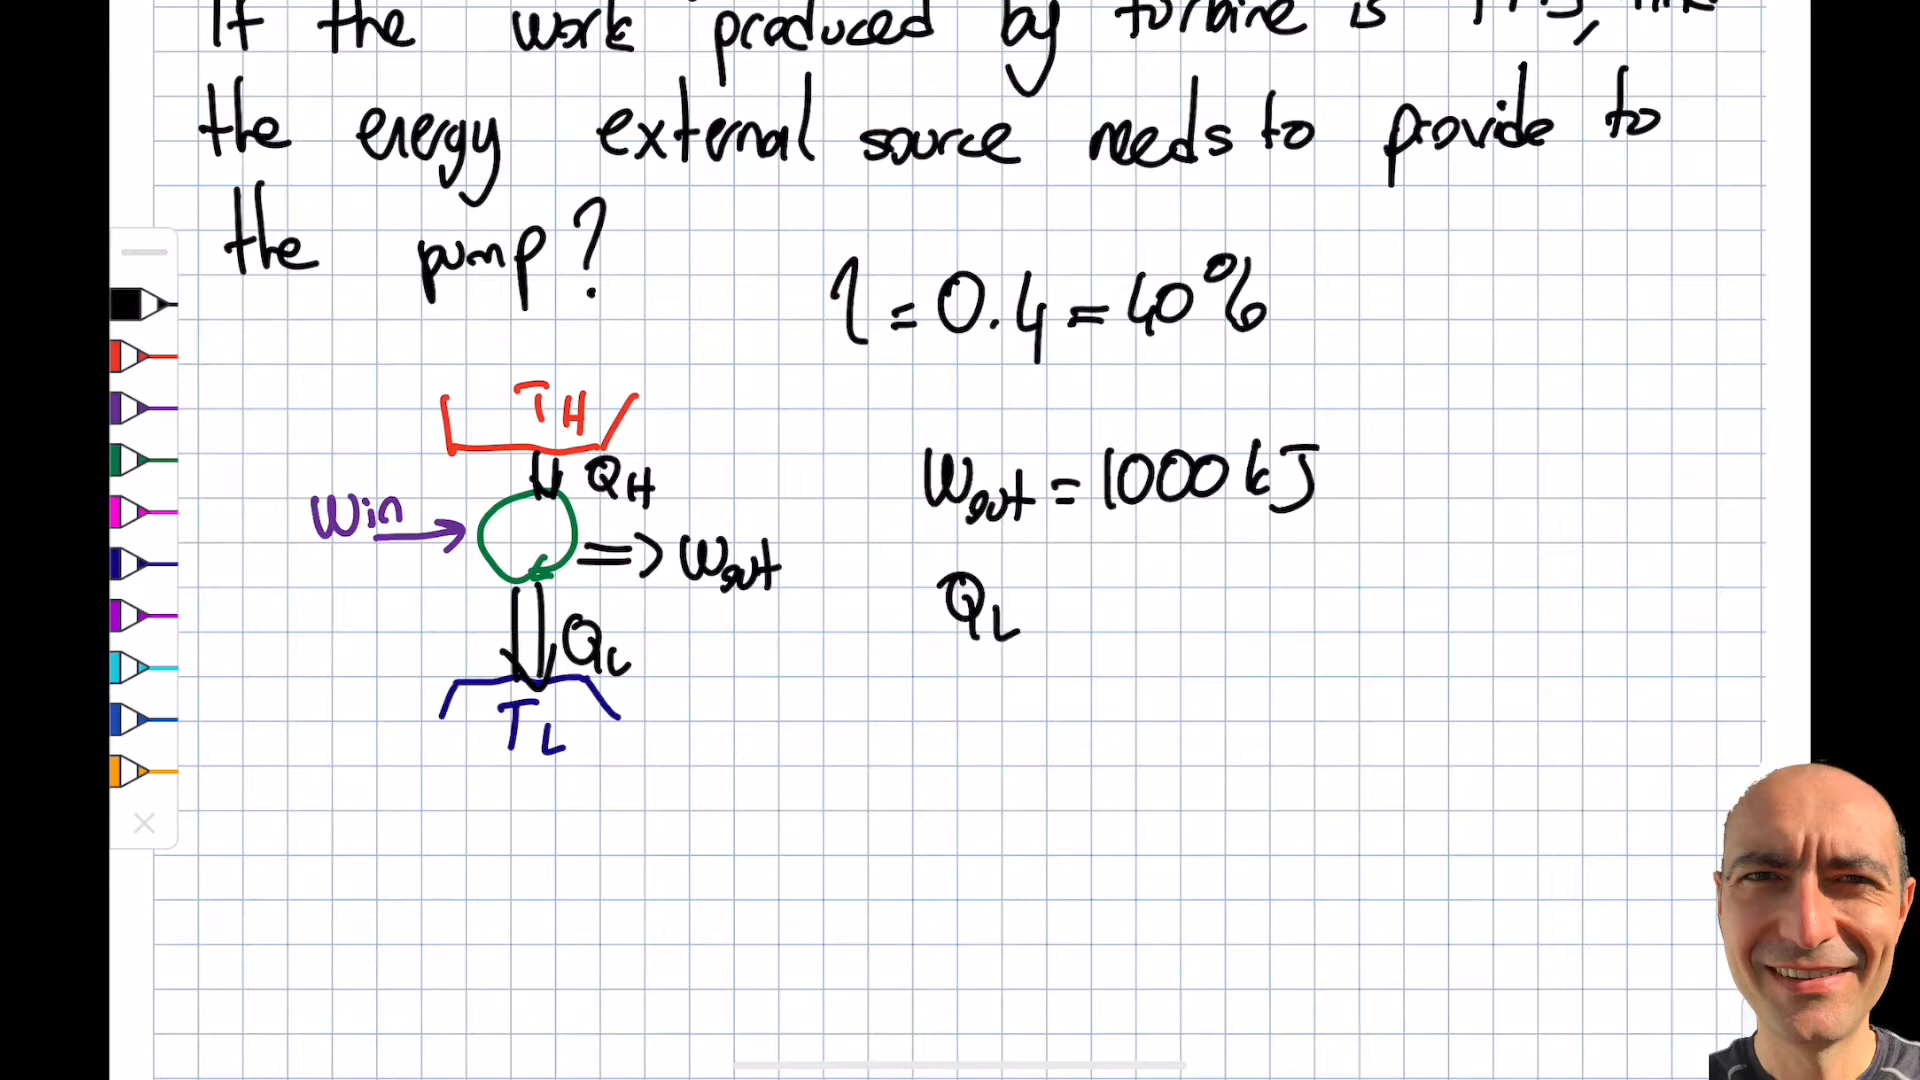 If the work produced by turbine is
the energy external source needs to provide to
the pump?
η = 0.4 = 40%
TH
QH
Win
Wout
QL
TL
Wout = 1000 kJ
QL